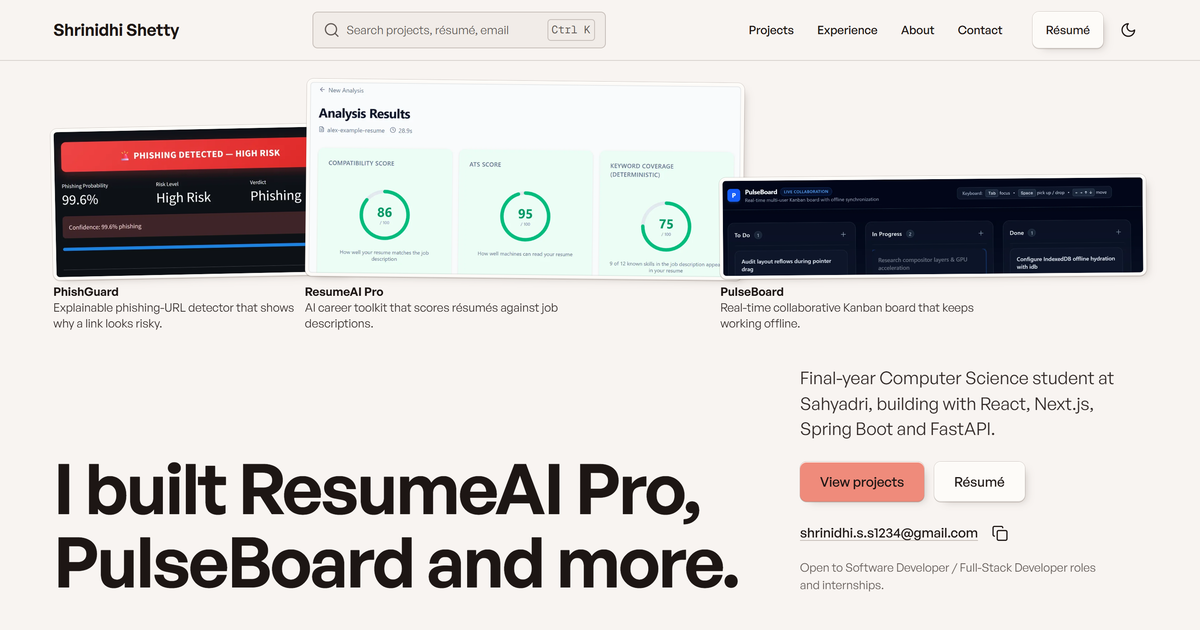 Shrinidhi Shetty
Search projects, résumé, email
Ctrl K
Projects
Experience
About
Contact
Résumé
PHISHING DETECTED — HIGH RISK
Phishing Probability
99.6%
Risk Level
High Risk
Verdict
Phishing
Confidence: 99.6% phishing
← New Analysis
Analysis Results
alex-example-resume
28.9s
COMPATIBILITY SCORE
86
/ 100
How well your resume matches the job
description
ATS SCORE
95
/ 100
How well machines can read your resume
KEYWORD COVERAGE
(DETERMINISTIC)
75
/ 100
9 of 12 known skills in the job description appear
in your resume
P
PulseBoard
LIVE COLLABORATION
Real-time multi-user Kanban board with offline synchronization
Keyboard: Tab focus • Space pick up / drop • ← → ↑ ↓ move
To Do 1 +
Audit layout reflows during pointer
drag
In Progress 2 +
Research compositor layers & GPU
acceleration
Done 1 +
Configure IndexedDB offline hydration
with idb
PhishGuard
Explainable phishing-URL detector that shows
why a link looks risky.
ResumeAI Pro
AI career toolkit that scores résumés against job
descriptions.
PulseBoard
Real-time collaborative Kanban board that keeps
working offline.
I built ResumeAI Pro,
PulseBoard and more.
Final-year Computer Science student at
Sahyadri, building with React, Next.js,
Spring Boot and FastAPI.
View projects
Résumé
shrinidhi.s.s1234@gmail.com
Open to Software Developer / Full-Stack Developer roles
and internships.